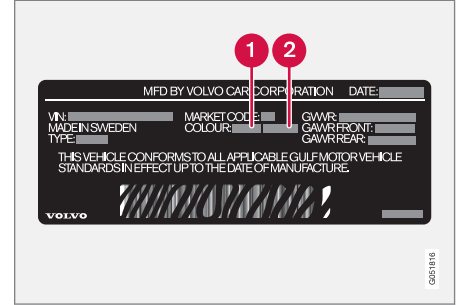 1 2
MFD BY VOLVO CAR CORPORATION DATE:
VIN: MARKET CODE: GVWR:
MADE IN SWEDEN COLOUR: GAWR FRONT:
TYPE: GAWR REAR:
THIS VEHICLE CONFORMS TO ALL APPLICABLE GULF MOTOR VEHICLE
STANDARDS IN EFFECT UP TO THE DATE OF MANUFACTURE.
VOLVO
G051816